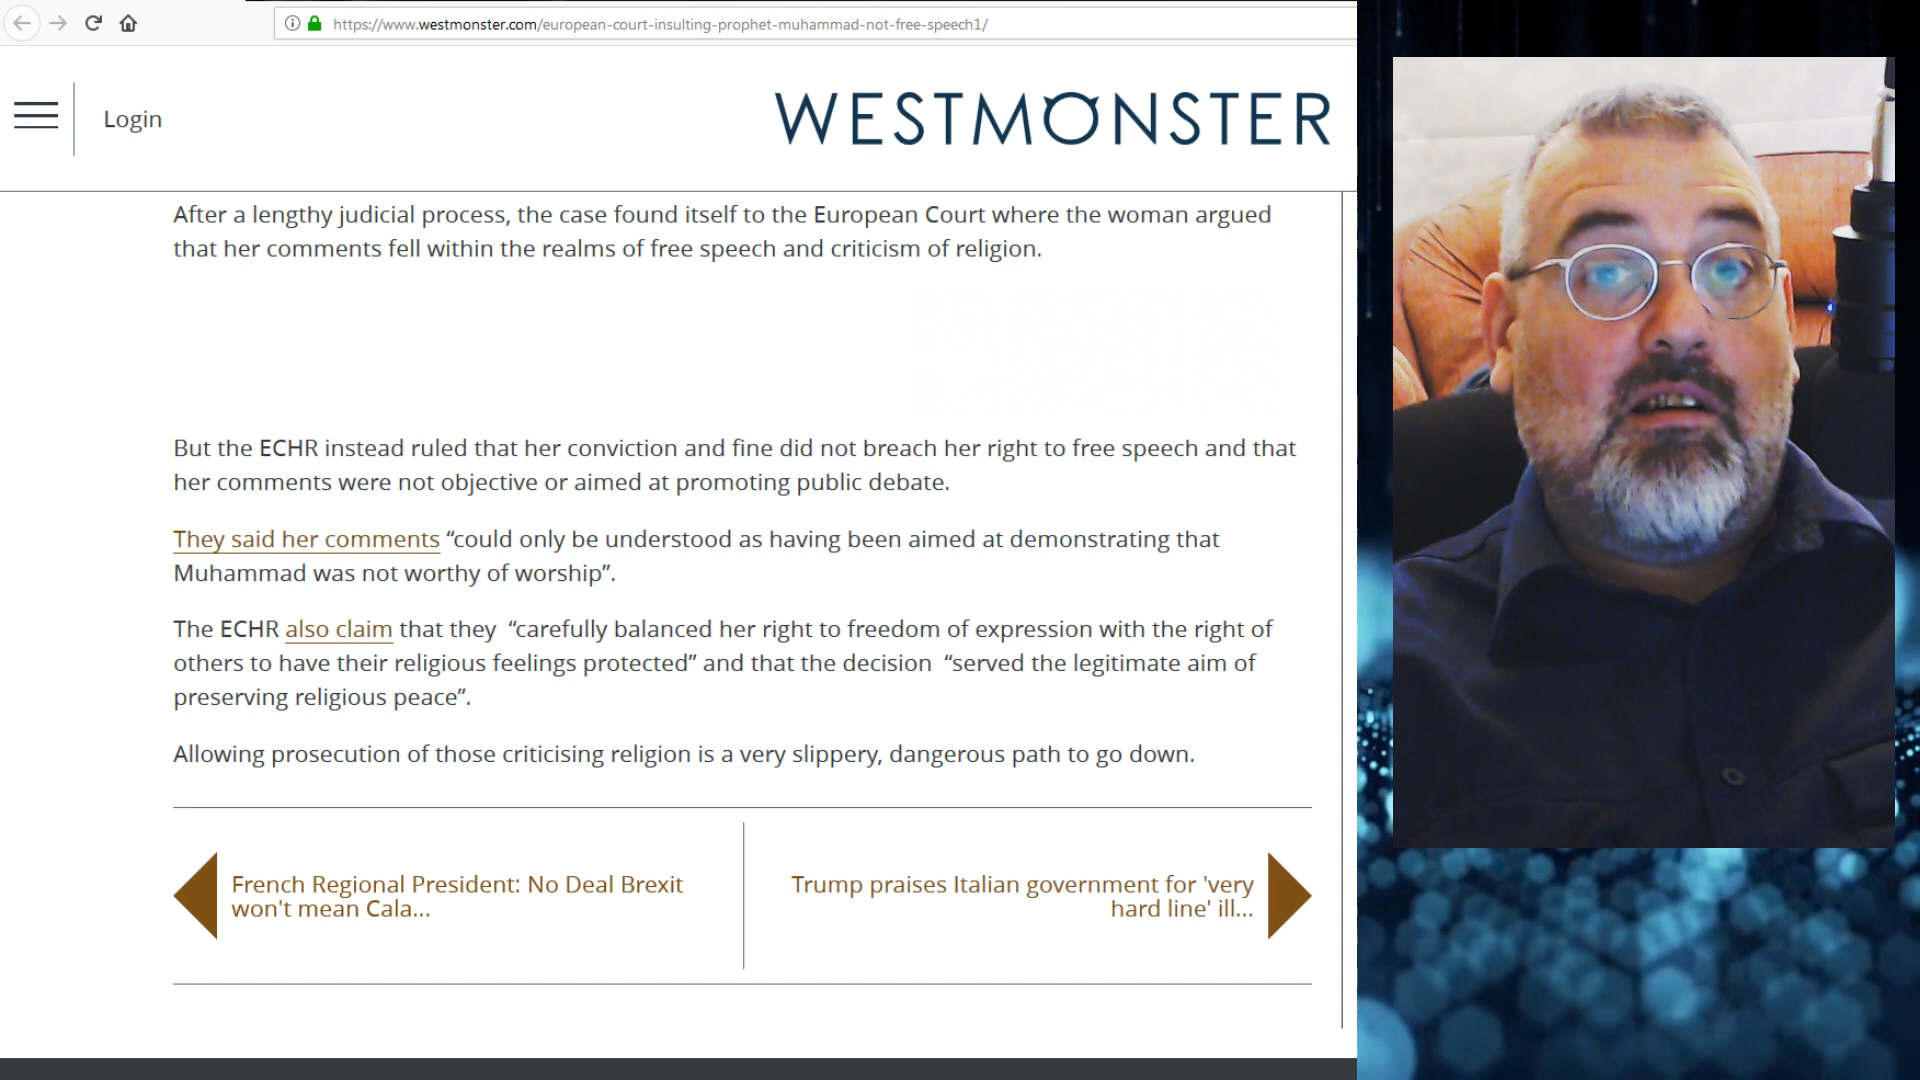 https://www.westmonster.com/european-court-insulting-prophet-muhammad-not-free-speech1/
Login
WESTMONSTER
After a lengthy judicial process, the case found itself to the European Court where the woman argued
that her comments fell within the realms of free speech and criticism of religion.
But the ECHR instead ruled that her conviction and fine did not breach her right to free speech and that
her comments were not objective or aimed at promoting public debate.
They said her comments “could only be understood as having been aimed at demonstrating that
Muhammad was not worthy of worship”.
The ECHR also claim that they “carefully balanced her right to freedom of expression with the right of
others to have their religious feelings protected” and that the decision “served the legitimate aim of
preserving religious peace”.
Allowing prosecution of those criticising religion is a very slippery, dangerous path to go down.
French Regional President: No Deal Brexit
won't mean Cala...
Trump praises Italian government for 'very
hard line' ill...